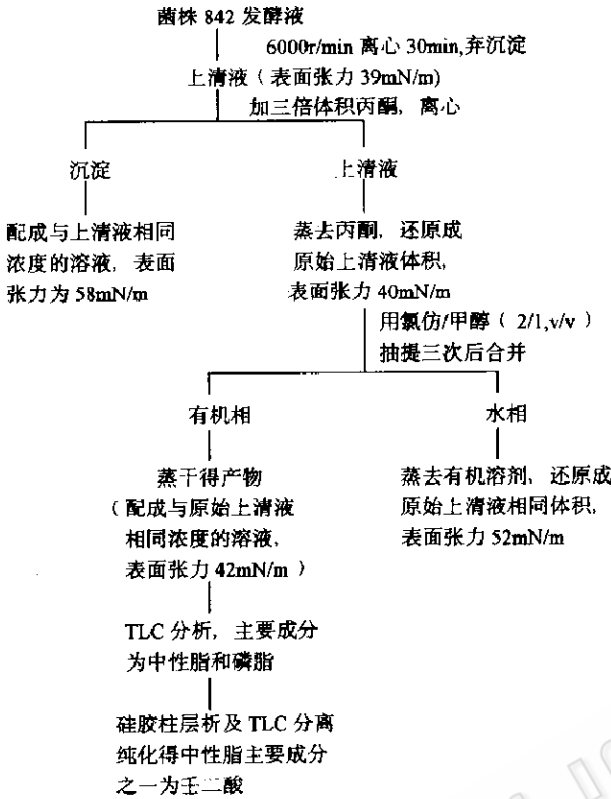 菌株 842 发酵液
6000r/min 离心 30min,弃沉淀
上清液（表面张力 39mN/m)
加三倍体积丙酮，离心
沉淀
上清液
配成与上清液相同
浓度的溶液，表面
张力为 58mN/m
蒸去丙酮，还原成
原始上清液体积，
表面张力 40mN/m
用氯仿/甲醇（ 2/1,v/v ）
抽提三次后合并
有机相
水相
蒸干得产物
（配成与原始上清液
相同浓度的溶液，
表面张力 42mN/m ）
蒸去有机溶剂，还原成
原始上清液相同体积，
表面张力 52mN/m
TLC 分析，主要成分
为中性脂和磷脂
硅胶柱层析及 TLC 分离
纯化得中性脂主要成分
之一为壬二酸